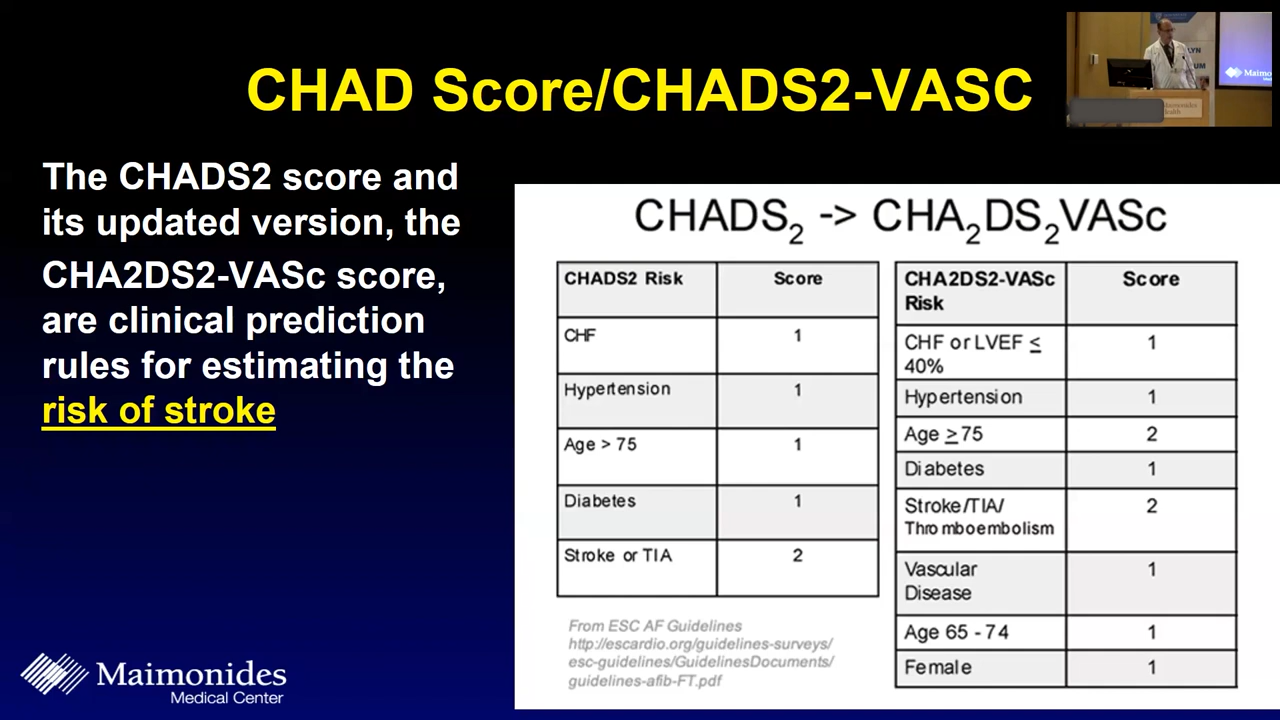 CHAD Score/CHADS2-VASC
The CHADS2 score and
its updated version, the
CHA2DS2-VASc score,
are clinical prediction
rules for estimating the
risk of stroke
CHADS2 -> CHA2DS2VASc
CHADS2 Risk Score
CHF 1
Hypertension 1
Age > 75 1
Diabetes 1
Stroke or TIA 2
From ESC AF Guidelines
http://escardio.org/guidelines-surveys/
esc-guidelines/GuidelinesDocuments/
guidelines-afib-FT.pdf
CHA2DS2-VASc Score
Risk
CHF or LVEF ≤ 1
40%
Hypertension 1
Age ≥ 75 2
Diabetes 1
Stroke/TIA/ 2
Thromboembolism
Vascular 1
Disease
Age 65 - 74 1
Female 1
Maimonides
Medical Center
Maimonides
Health